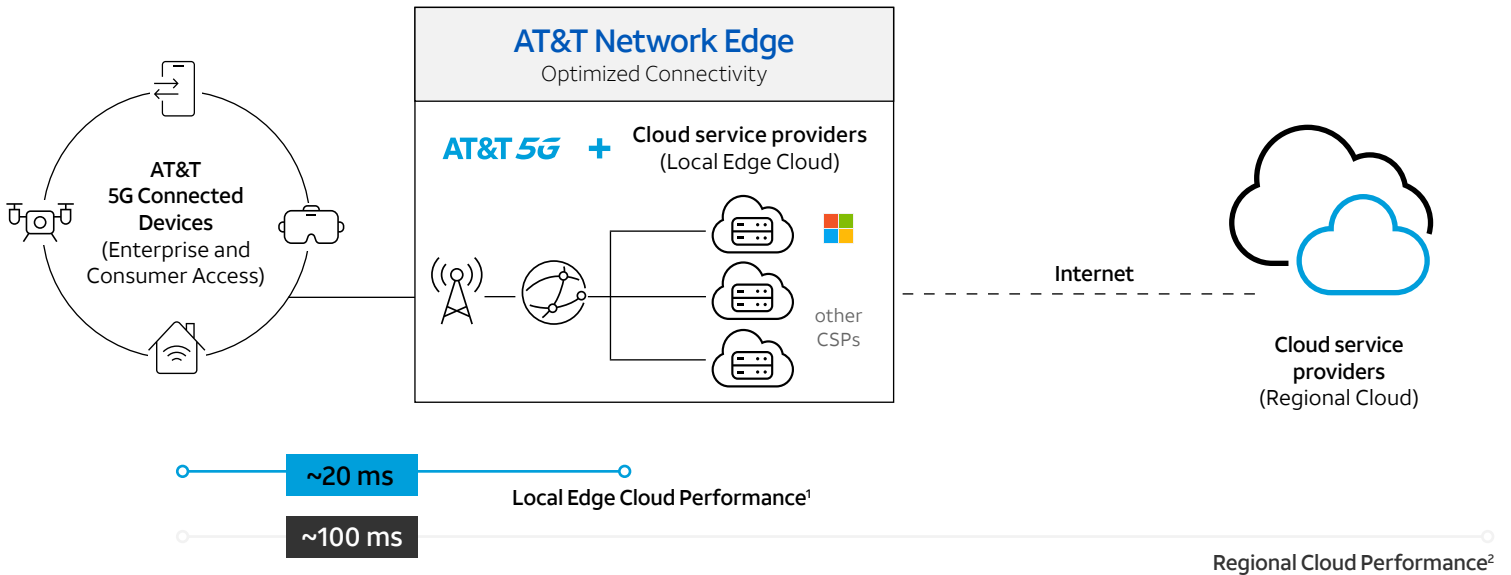 AT&T Network Edge
Optimized Connectivity
AT&T
5G Connected
Devices
(Enterprise and
Consumer Access)
AT&T 5G + Cloud service providers
(Local Edge Cloud)
other
CSPs
Internet
Cloud service
providers
(Regional Cloud)
~20 ms
Local Edge Cloud Performance¹
~100 ms
Regional Cloud Performance²